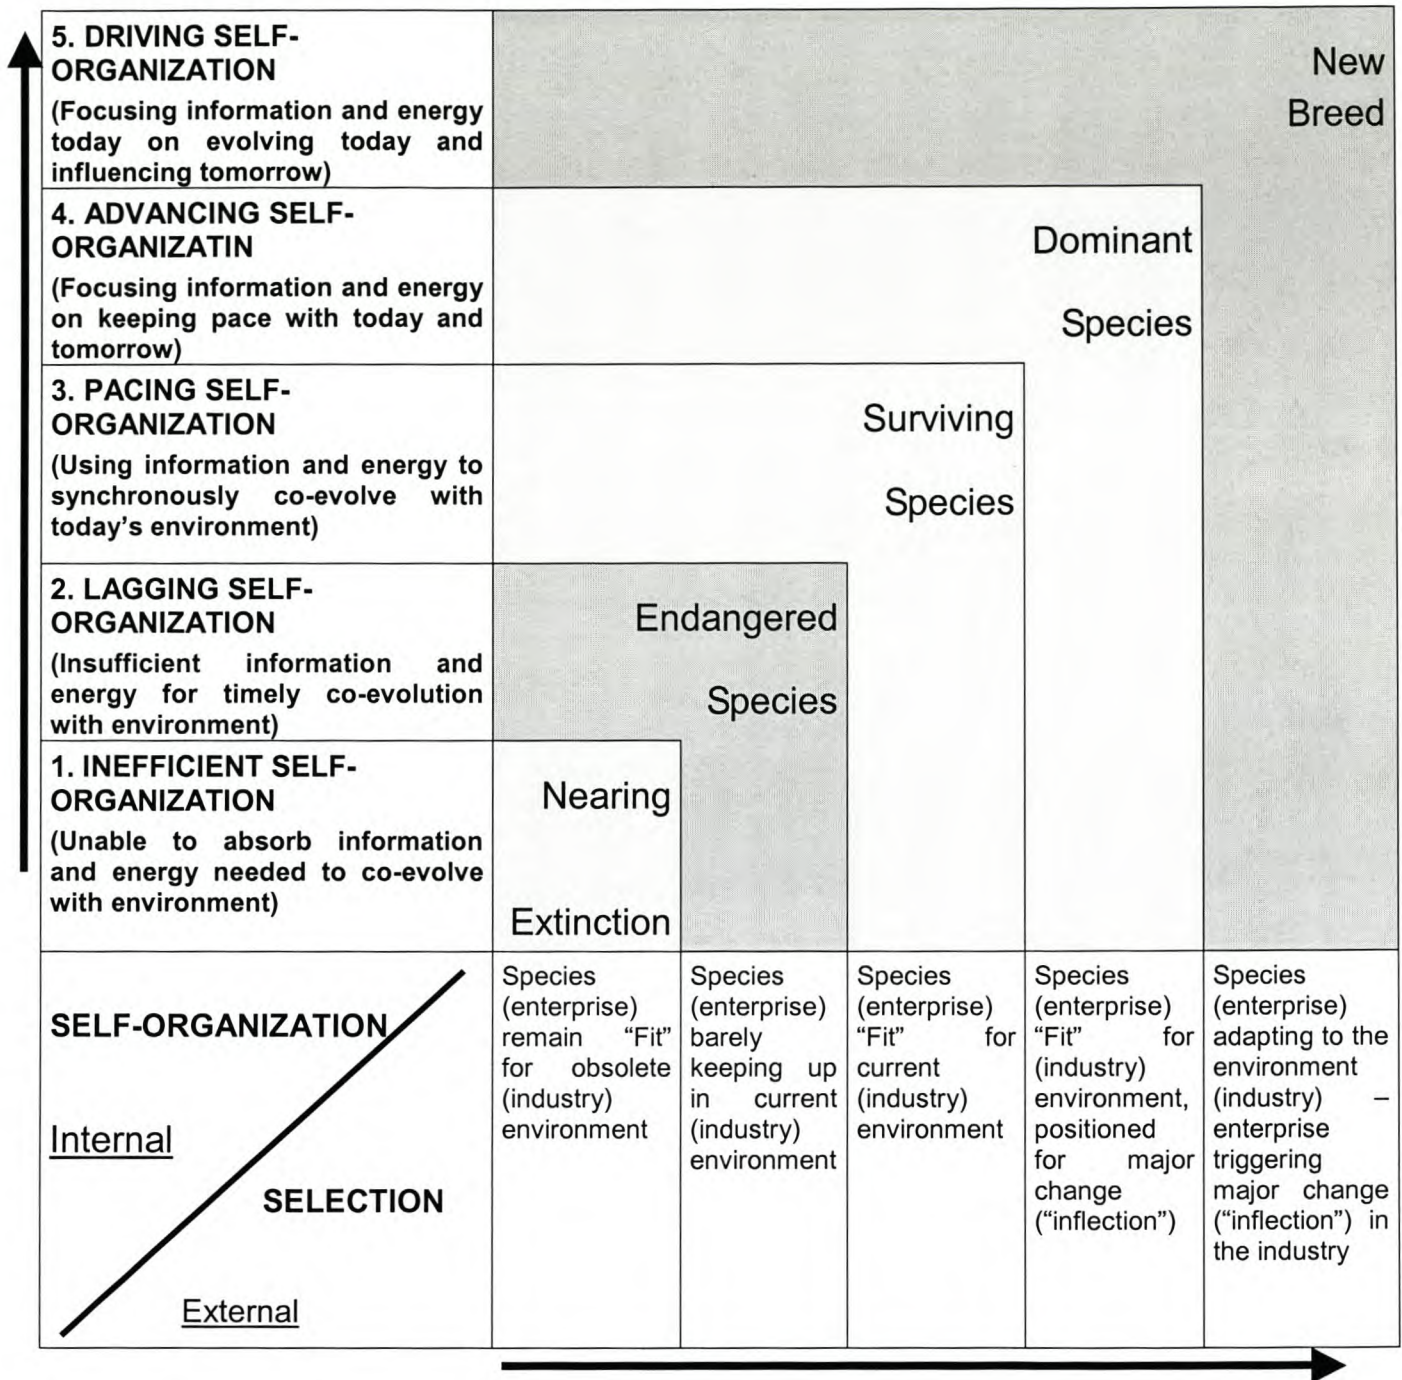 5. DRIVING SELF-
ORGANIZATION
(Focusing information and energy
today on evolving today and
influencing tomorrow)
New
Breed
4. ADVANCING SELF-
ORGANIZATIN
(Focusing information and energy
on keeping pace with today and
tomorrow)
Dominant
Species
3. PACING SELF-
ORGANIZATION
(Using information and energy to
synchronously co-evolve with
today's environment)
Surviving
Species
2. LAGGING SELF-
ORGANIZATION
(Insufficient information and
energy for timely co-evolution
with environment)
Endangered
Species
1. INEFFICIENT SELF-
ORGANIZATION
(Unable to absorb information
and energy needed to co-evolve
with environment)
Nearing
Extinction
SELF-ORGANIZATION
Internal
SELECTION
External
Species
(enterprise)
remain "Fit"
for obsolete
(industry)
environment
Species
(enterprise)
barely
keeping up
in current
(industry)
environment
Species
(enterprise)
"Fit" for
current
(industry)
environment
Species
(enterprise)
"Fit" for
(industry)
environment,
positioned
for major
change
("inflection")
Species
(enterprise)
adapting to the
environment
(industry) –
enterprise
triggering
major change
("inflection") in
the industry